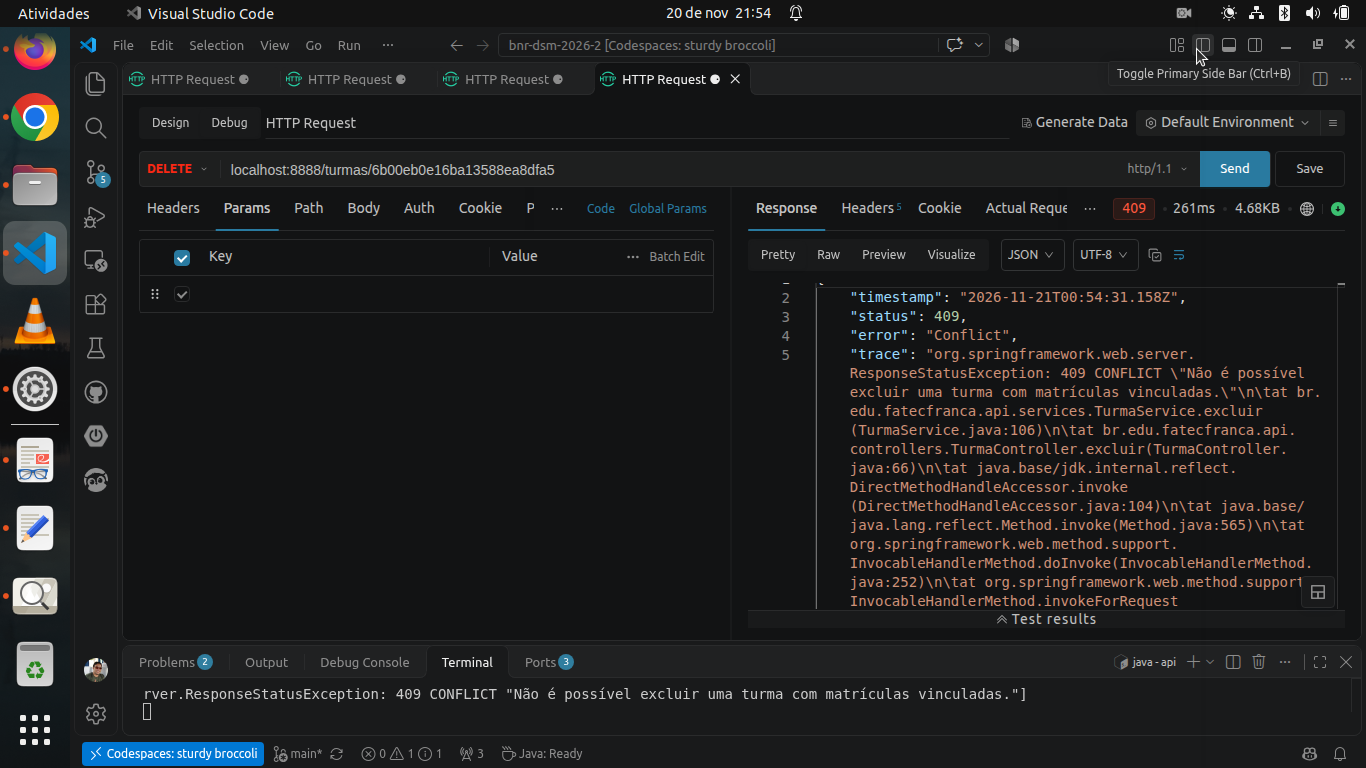 Atividades
Visual Studio Code
20 de nov 21:54
File Edit Selection View Go Run ···
bnr-dsm-2026-2 [Codespaces: sturdy broccoli]
Toggle Primary Side Bar (Ctrl+B)
HTTP Request
HTTP Request
HTTP Request
HTTP Request
Design Debug HTTP Request
Generate Data
Default Environment
DELETE
localhost:8888/turmas/6b00eb0e16ba13588ea8dfa5
http/1.1
Send
Save
Headers Params Path Body Auth Cookie P ··· Code Global Params
Key Value ··· Batch Edit
Response Headers 5 Cookie Actual Reque ··· 409 261ms 4.68KB
Pretty Raw Preview Visualize JSON UTF-8
2 "timestamp": "2026-11-21T00:54:31.158Z",
3 "status": 409,
4 "error": "Conflict",
5 "trace": "org.springframework.web.server.
ResponseStatusException: 409 CONFLICT \"Não é possível
excluir uma turma com matrículas vinculadas.\"\n\tat br.
edu.fatecfranca.api.services.TurmaService.excluir
(TurmaService.java:106)\n\tat br.edu.fatecfranca.api.
controllers.TurmaController.excluir(TurmaController.
java:66)\n\tat java.base/jdk.internal.reflect.
DirectMethodHandleAccessor.invoke
(DirectMethodHandleAccessor.java:104)\n\tat java.base/
java.lang.reflect.Method.invoke(Method.java:565)\n\tat
org.springframework.web.method.support.
InvocableHandlerMethod.doInvoke(InvocableHandlerMethod.
java:252)\n\tat org.springframework.web.method.support
InvocableHandlerMethod.invokeForRequest
Test results
Problems 2 Output Debug Console Terminal Ports 3
java - api
rver.ResponseStatusException: 409 CONFLICT "Não é possível excluir uma turma com matrículas vinculadas."]
5
Codespaces: sturdy broccoli main* 0 1 1 3 Java: Ready